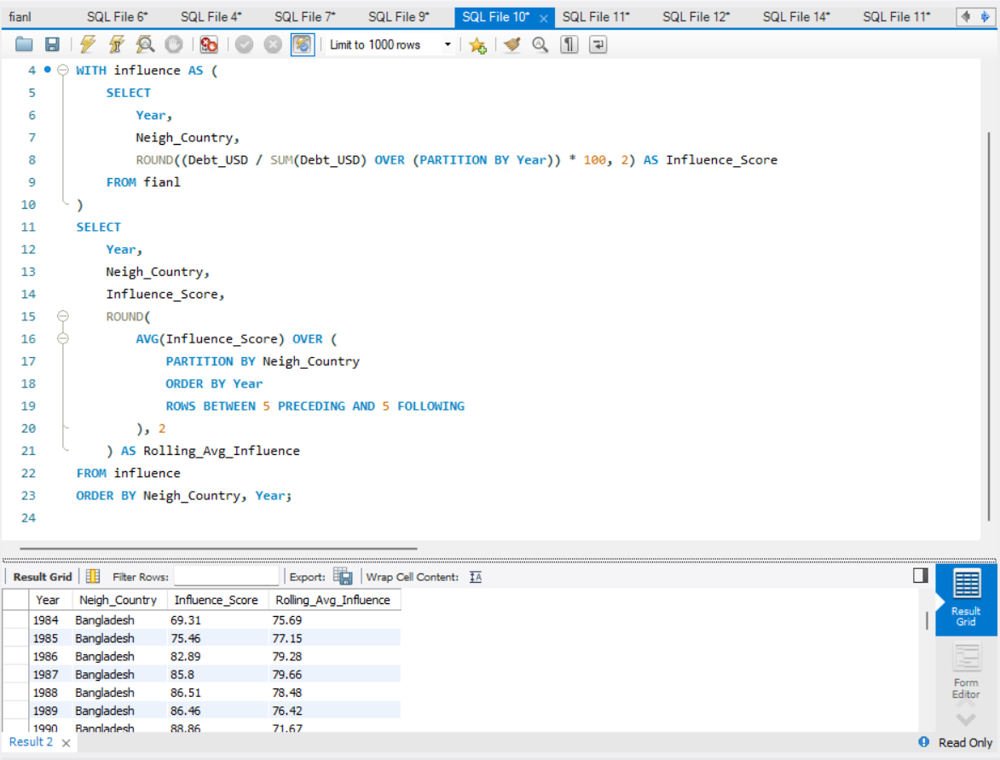 fianl SQL File 6* SQL File 4* SQL File 7* SQL File 9* SQL File 10* SQL File 11* SQL File 12* SQL File 14* SQL File 11*
Limit to 1000 rows
4 WITH influence AS (
5 SELECT
6 Year,
7 Neigh_Country,
8 ROUND((Debt_USD / SUM(Debt_USD) OVER (PARTITION BY Year)) * 100, 2) AS Influence_Score
9 FROM fianl
10 )
11 SELECT
12 Year,
13 Neigh_Country,
14 Influence_Score,
15 ROUND(
16 AVG(Influence_Score) OVER (
17 PARTITION BY Neigh_Country
18 ORDER BY Year
19 ROWS BETWEEN 5 PRECEDING AND 5 FOLLOWING
20 ), 2
21 ) AS Rolling_Avg_Influence
22 FROM influence
23 ORDER BY Neigh_Country, Year;
24
Result Grid Filter Rows: Export: Wrap Cell Content: IA
Year Neigh_Country Influence_Score Rolling_Avg_Influence
1984 Bangladesh 69.31 75.69
1985 Bangladesh 75.46 77.15
1986 Bangladesh 82.89 79.28
1987 Bangladesh 85.8 79.66
1988 Bangladesh 86.51 78.48
1989 Bangladesh 86.46 76.42
1990 Bangladesh 88.86 71.67
Result
Grid
Form
Editor
Result 2 Read Only